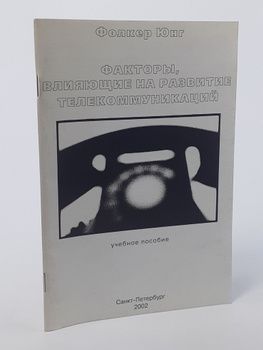 Фолкер Юнг
ФАКТОРЫ,
ВЛИЯЮЩИЕ НА РАЗВИТИЕ
ТЕЛЕКОММУНИКАЦИЙ
учебное пособие
Санкт-Петербург
2002